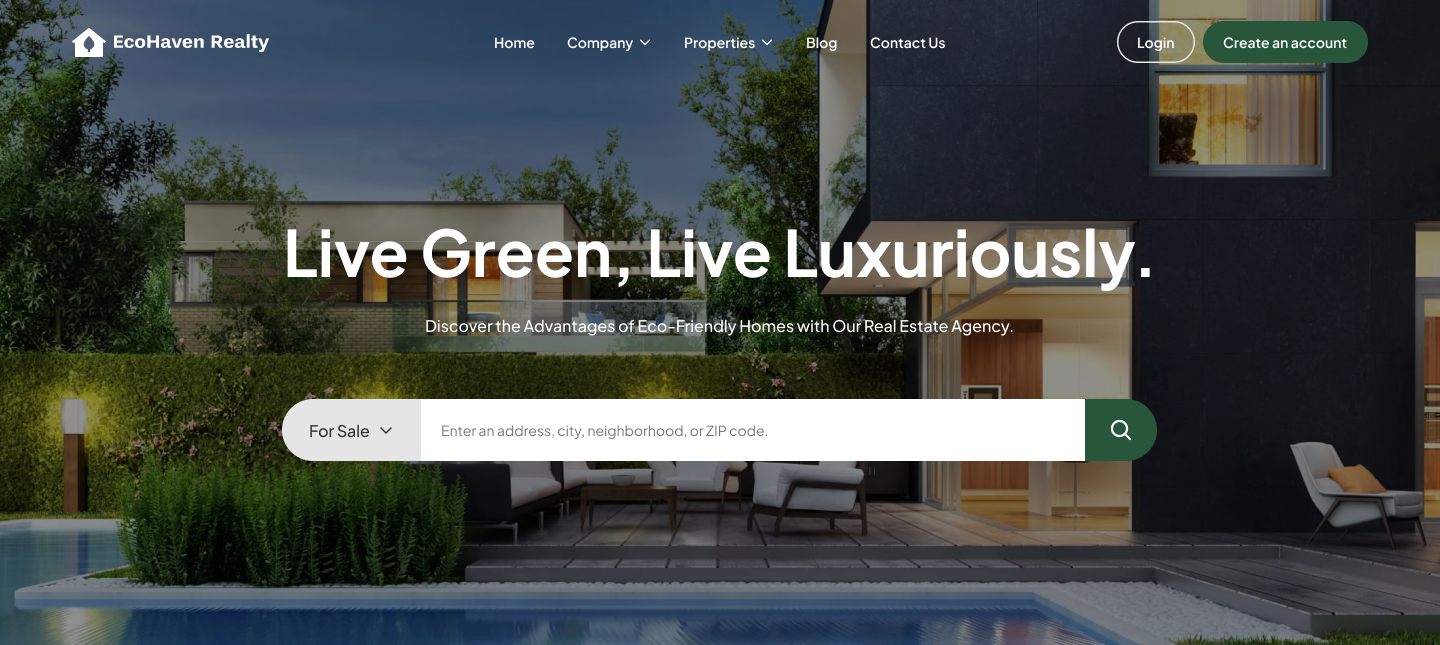 EcoHaven Realty
Home Company Properties Blog Contact Us
Login Create an account
Live Green, Live Luxuriously.
Discover the Advantages of Eco-Friendly Homes with Our Real Estate Agency.
For Sale
Enter an address, city, neighborhood, or ZIP code.